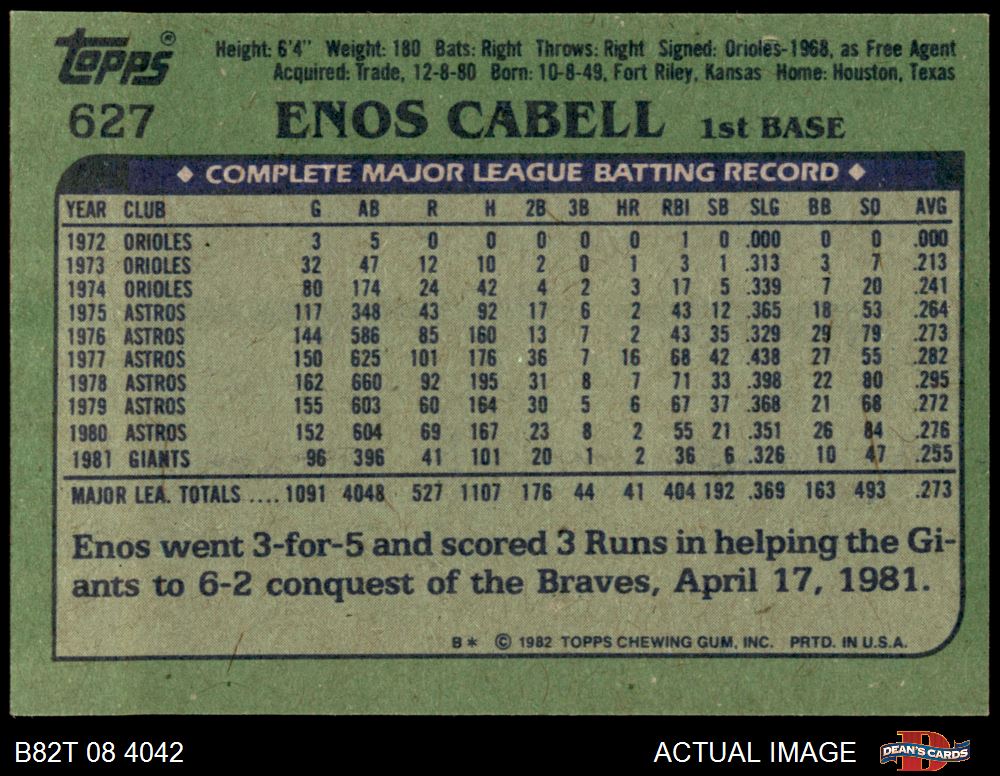 Topps®
Height: 6'4" Weight: 180 Bats: Right Throws: Right Signed: Orioles-1968, as Free Agent
Acquired: Trade, 12-8-80 Born: 10-8-49, Fort Riley, Kansas Home: Houston, Texas
627 ENOS CABELL 1st BASE
◆ COMPLETE MAJOR LEAGUE BATTING RECORD ◆
YEAR CLUB G AB R H 2B 3B HR RBI SB SLG BB SO AVG
1972 ORIOLES 3 5 0 0 0 0 0 1 0 .000 0 0 .000
1973 ORIOLES 32 47 12 10 2 0 1 3 1 .313 3 7 .213
1974 ORIOLES 80 174 24 42 4 2 3 17 5 .339 7 20 .241
1975 ASTROS 117 348 43 92 17 6 2 43 12 .365 18 53 .264
1976 ASTROS 144 586 85 160 13 7 2 43 35 .329 29 79 .273
1977 ASTROS 150 625 101 176 36 7 16 68 42 .438 27 55 .282
1978 ASTROS 162 660 92 195 31 8 7 71 33 .398 22 80 .295
1979 ASTROS 155 603 60 164 30 5 6 67 37 .368 21 68 .272
1980 ASTROS 152 604 69 167 23 8 2 55 21 .351 26 84 .276
1981 GIANTS 96 396 41 101 20 1 2 36 6 .326 10 47 .255
MAJOR LEA. TOTALS .... 1091 4048 527 1107 176 44 41 404 192 .369 163 493 .273
Enos went 3-for-5 and scored 3 Runs in helping the Gi-
ants to 6-2 conquest of the Braves, April 17, 1981.
B* © 1982 TOPPS CHEWING GUM, INC. PRTD. IN U.S.A.
B82T 08 4042 ACTUAL IMAGE DEAN'S CARDS